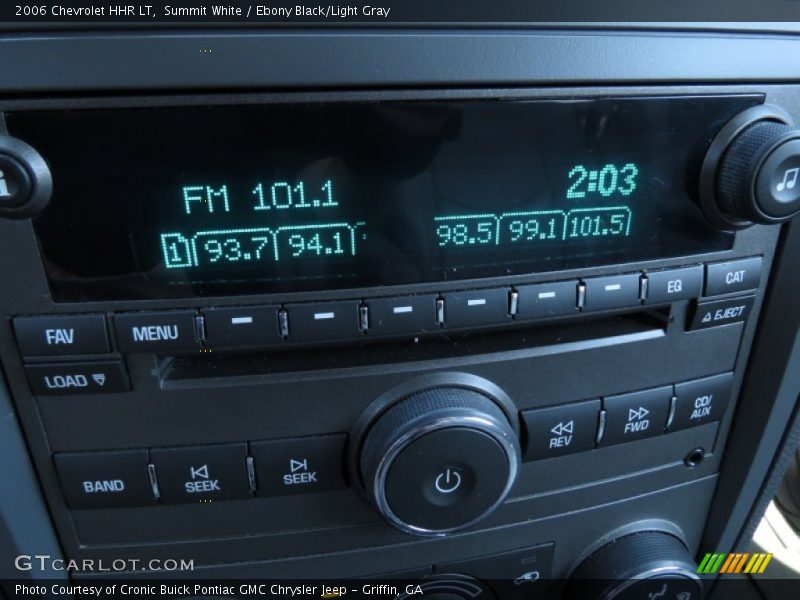 2006 Chevrolet HHR LT,  Summit White / Ebony Black/Light Gray
FM 101.1
2:03
1 93.7 94.1 98.5 99.1 101.5
FAV
MENU
EQ
CAT
EJECT
LOAD
REV
FWD
CD/
AUX
BAND
SEEK
SEEK
GTCARLOT.COM
Photo Courtesy of Cronic Buick Pontiac GMC Chrysler Jeep - Griffin, GA